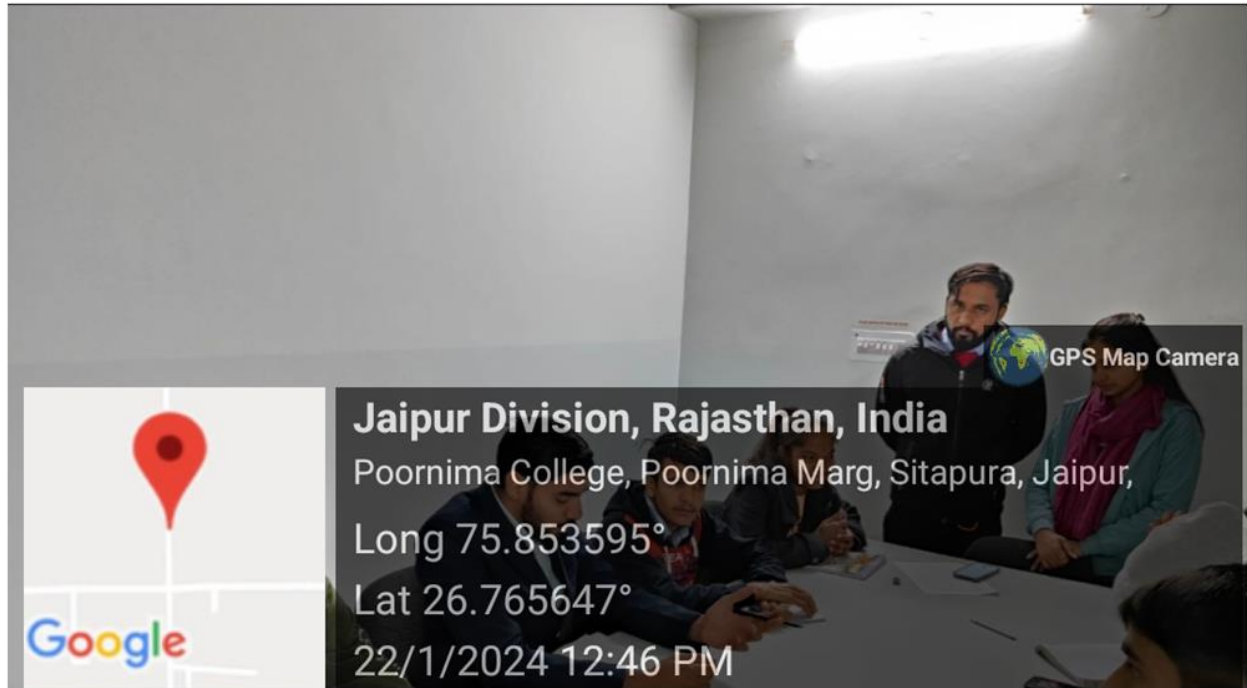 GPS Map Camera
Jaipur Division, Rajasthan, India
Poornima College, Poornima Marg, Sitapura, Jaipur,
Long 75.853595°
Lat 26.765647°
22/1/2024 12:46 PM
Google